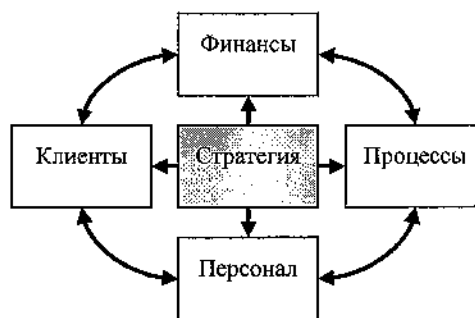 Финансы
Клиенты
Стратегия
Процессы
Персонал